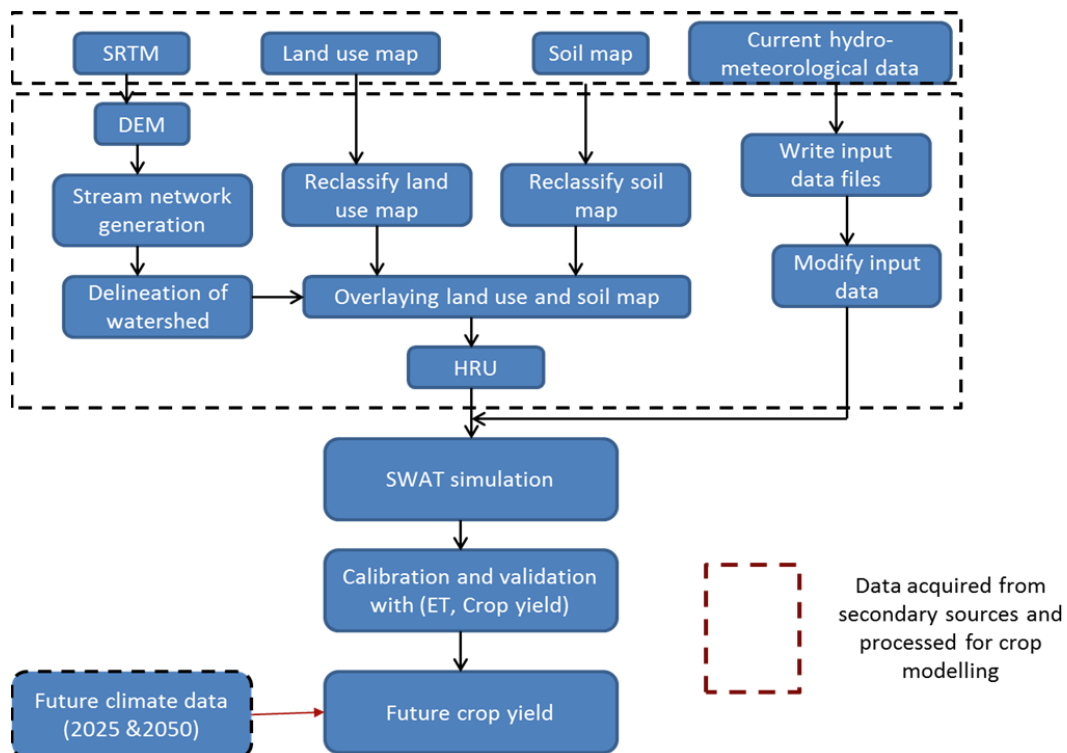 SRTM
Land use map
Soil map
Current hydro-
meteorological data
DEM
Stream network
generation
Reclassify land
use map
Reclassify soil
map
Write input
data files
Delineation of
watershed
Overlaying land use and soil map
Modify input
data
HRU
SWAT simulation
Calibration and validation
with (ET, Crop yield)
Data acquired from
secondary sources and
processed for crop
modelling
Future climate data
(2025 &2050)
Future crop yield